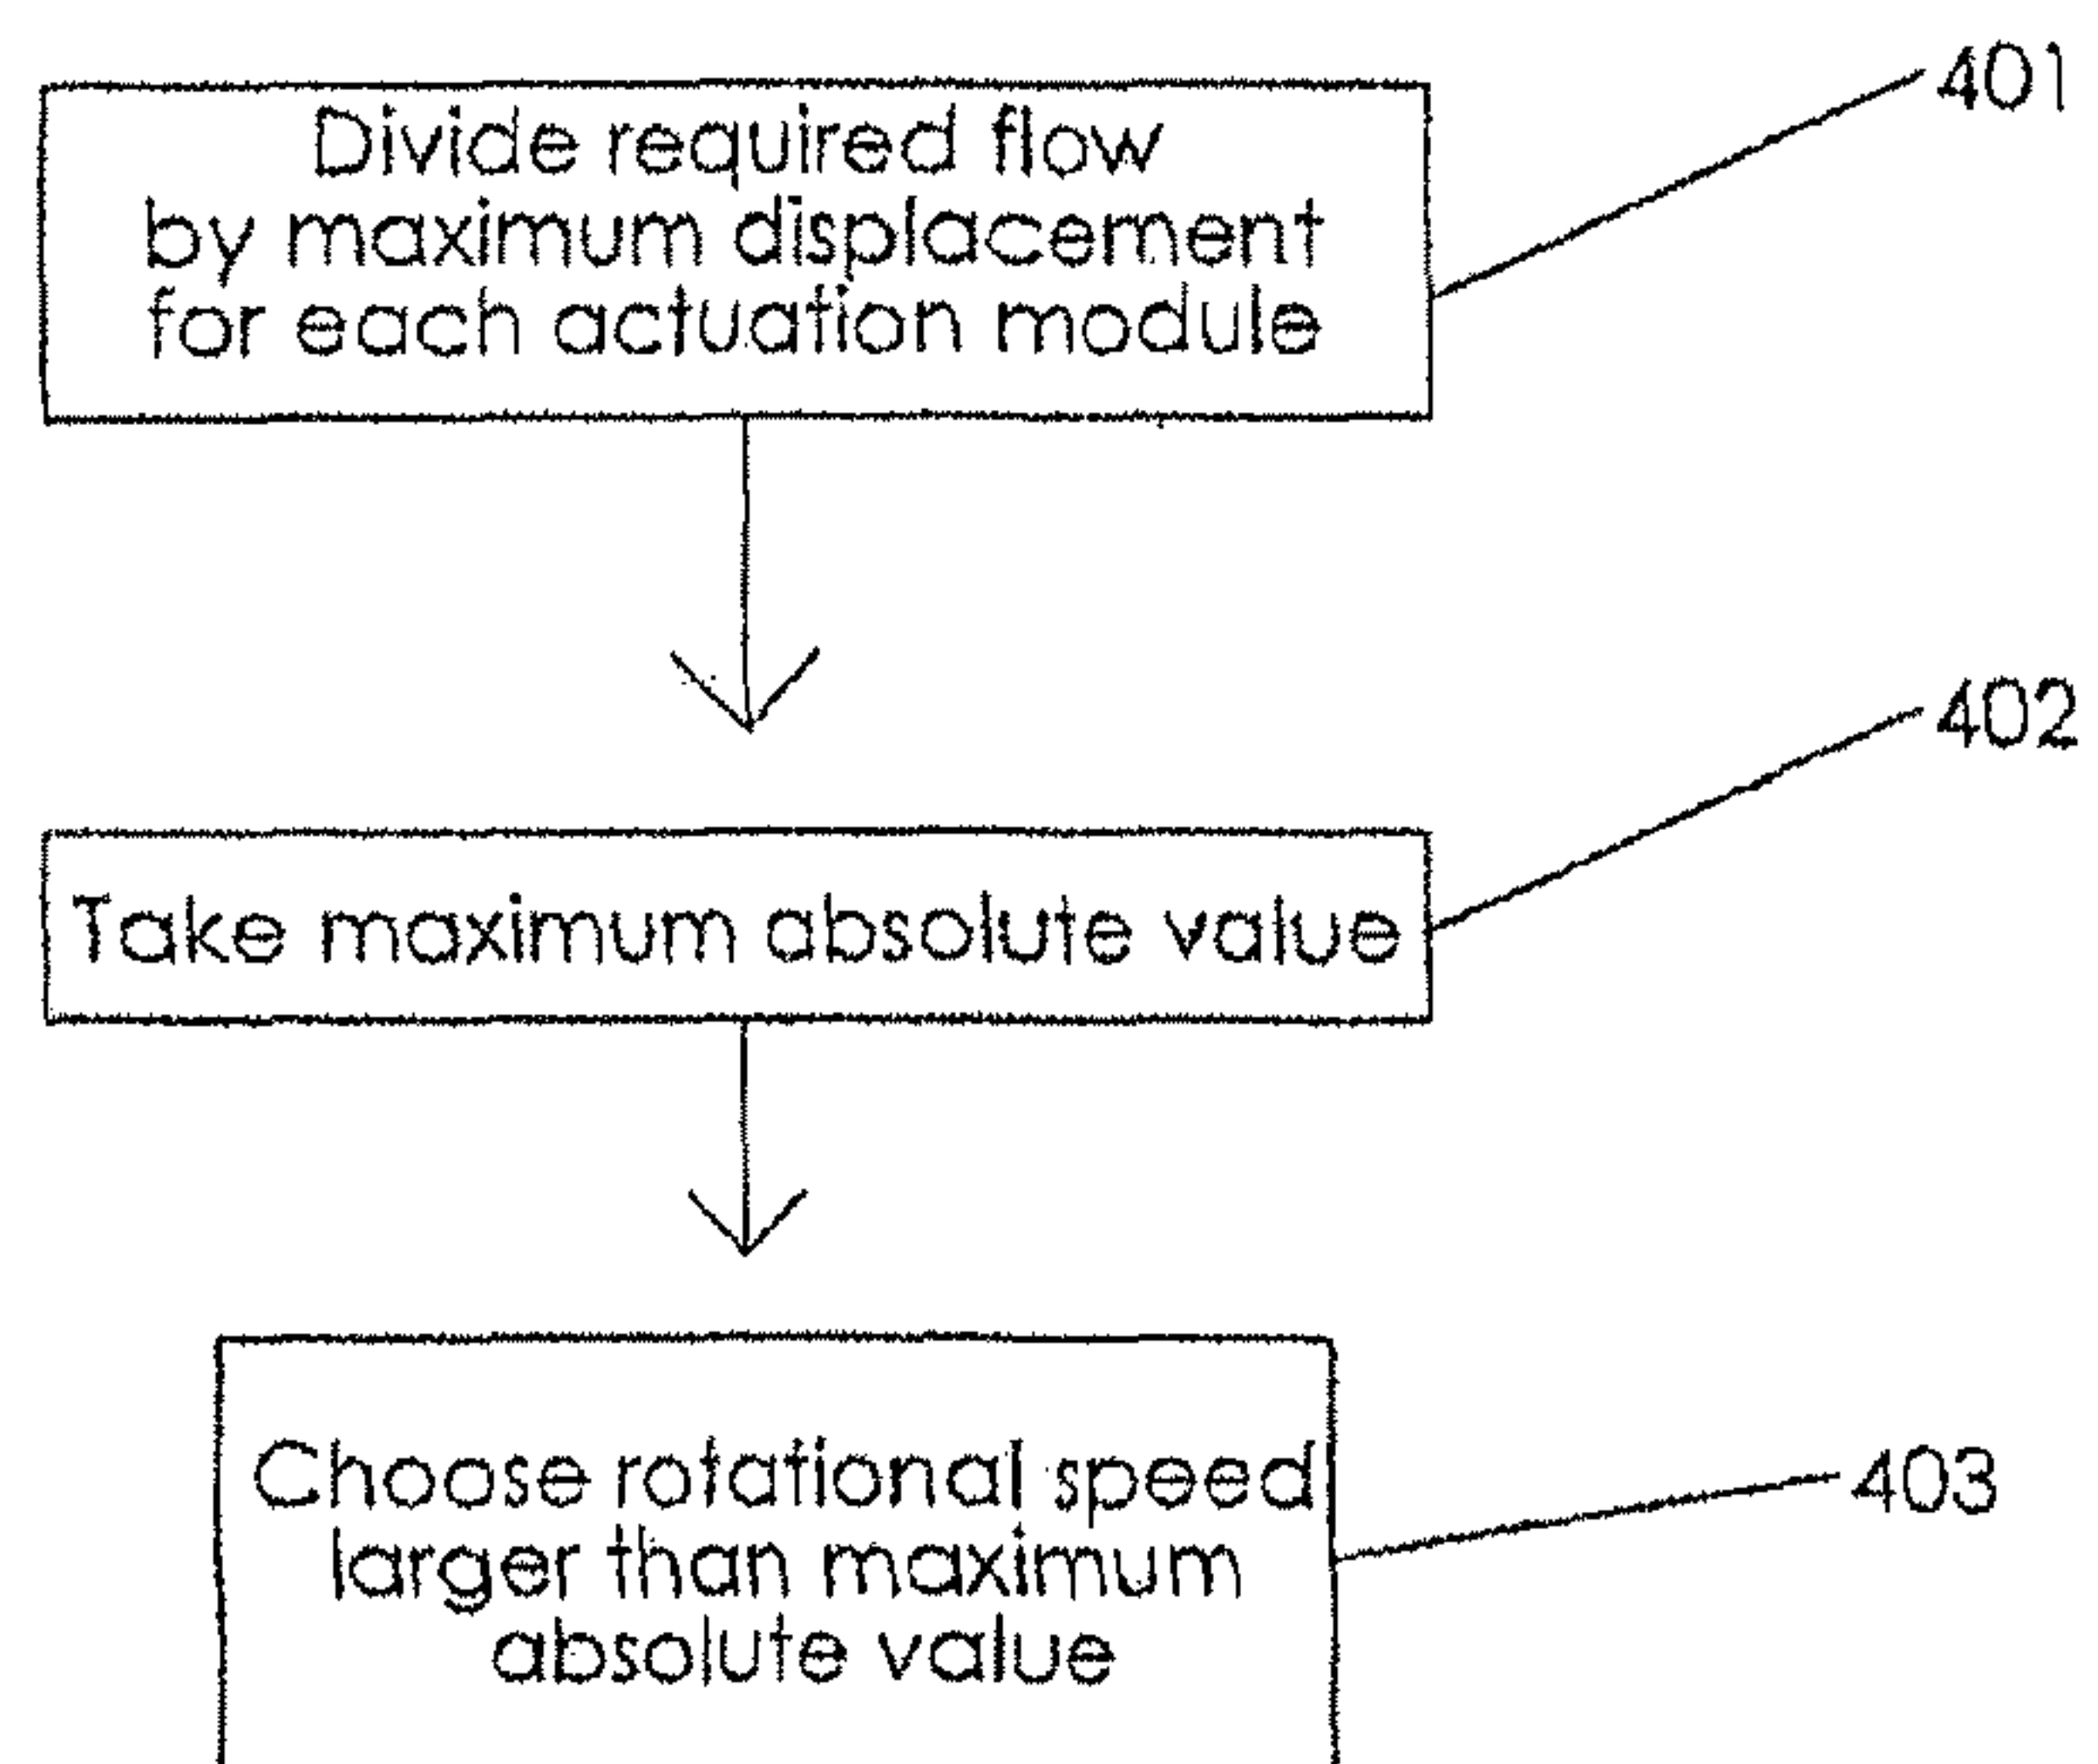 401
Divide required flow
by maximum displacement
for each actuation module
402
Take maximum absolute value
Choose rotational speed
larger than maximum
absolute value
403